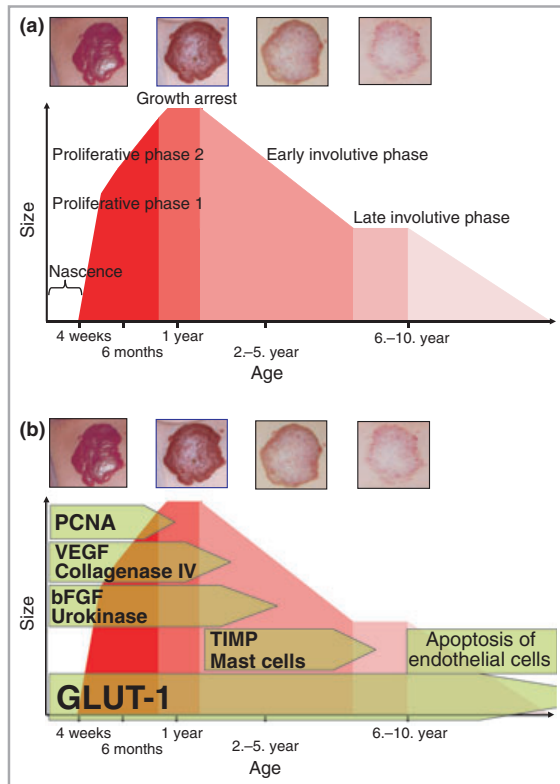 (a)
Growth arrest
Proliferative phase 2
Early involutive phase
Proliferative phase 1
Late involutive phase
Nascence
Size
4 weeks
6 months
1 year
2.–5. year
6.–10. year
Age
(b)
PCNA
VEGF
Collagenase IV
bFGF
Urokinase
TIMP
Mast cells
Apoptosis of
endothelial cells
GLUT-1
Size
4 weeks
6 months
1 year
2.–5. year
6.–10. year
Age